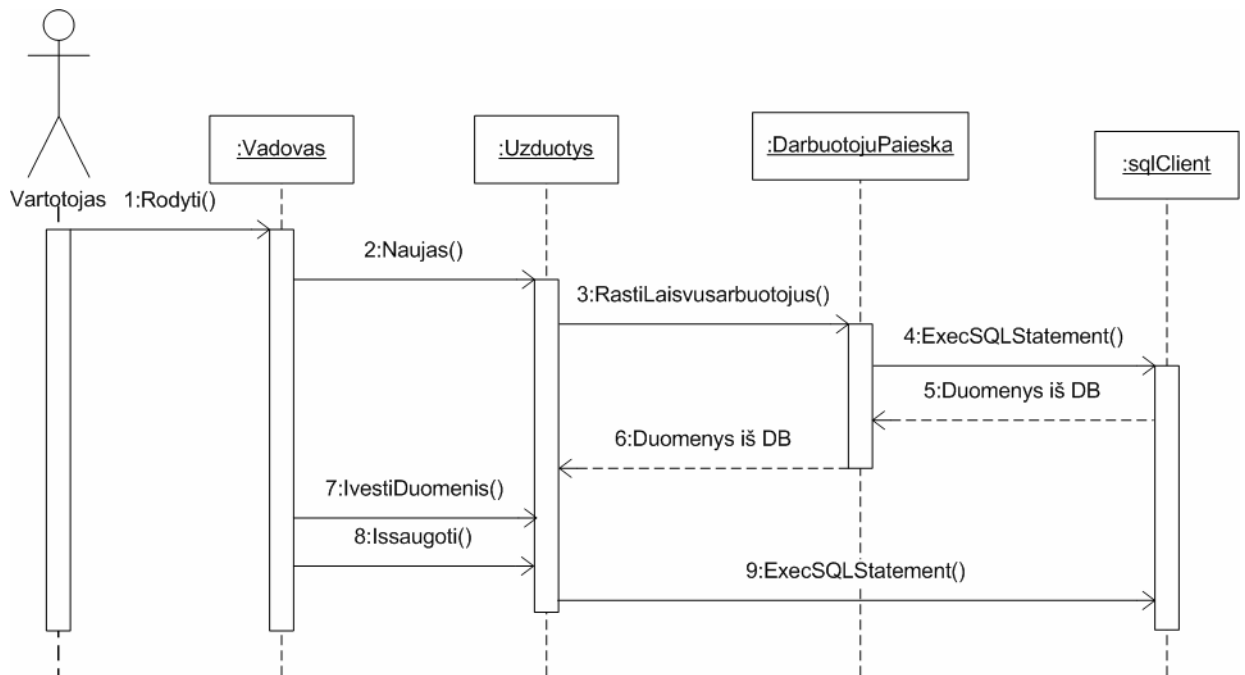 :Vadovas
:Uzduotys
:DarbuotojuPaieska
:sqlClient
Vartotojas
1:Rodyti()
2:Naujas()
3:RastiLaisvusarbuotojus()
4:ExecSQLStatement()
5:Duomenys iš DB
6:Duomenys iš DB
7:IvestiDuomenis()
8:Issaugoti()
9:ExecSQLStatement()